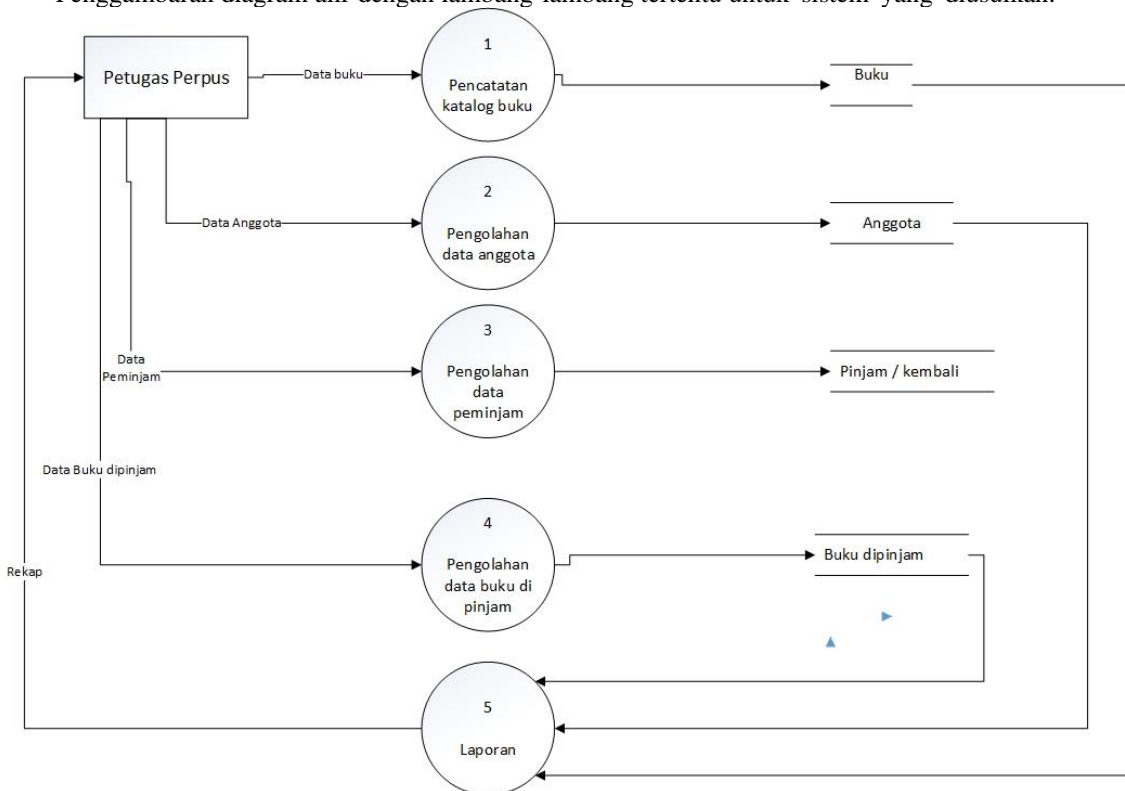 Penggambaran diagram alir dengan lambang-lambang tertentu untuk sistem yang diusulkan.
Petugas Perpus
Data buku
1
Pencatatan
katalog buku
Buku
Data Anggota
2
Pengolahan
data anggota
Anggota
Data
Peminjam
3
Pengolahan
data
peminjam
Pinjam / kembali
Data Buku dipinjam
4
Pengolahan
data buku di
pinjam
Buku dipinjam
Rekap
5
Laporan